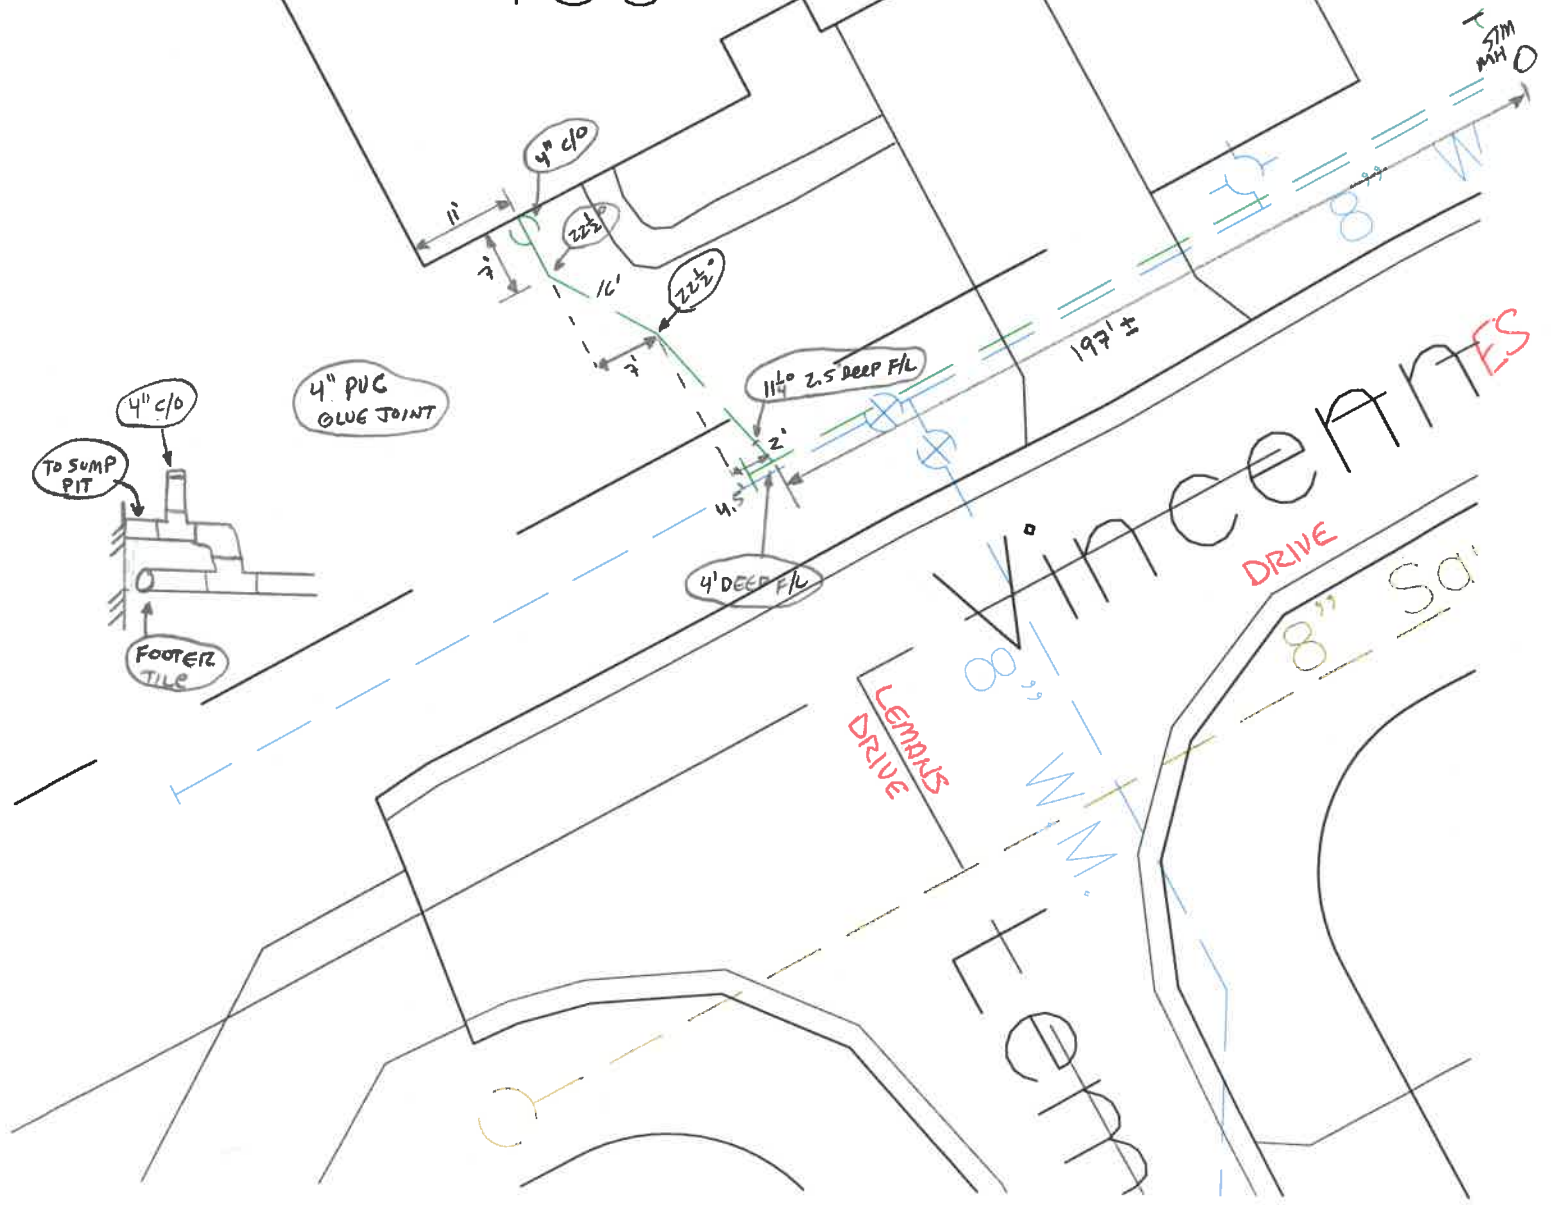 STM
MH
4" C/O
11'
22½°
7'
16'
22½°
7'
8"
W
197'±
11¼° 2.5' DEEP F/L
2'
4.5'
4' DEEP F/L
4" PVC
GLUE JOINT
4" C/O
TO SUMP
PIT
FOOTER
TILE
VincennES
DRIVE
8" Sa
LEMANS
DRIVE
8" W.M.
Lem